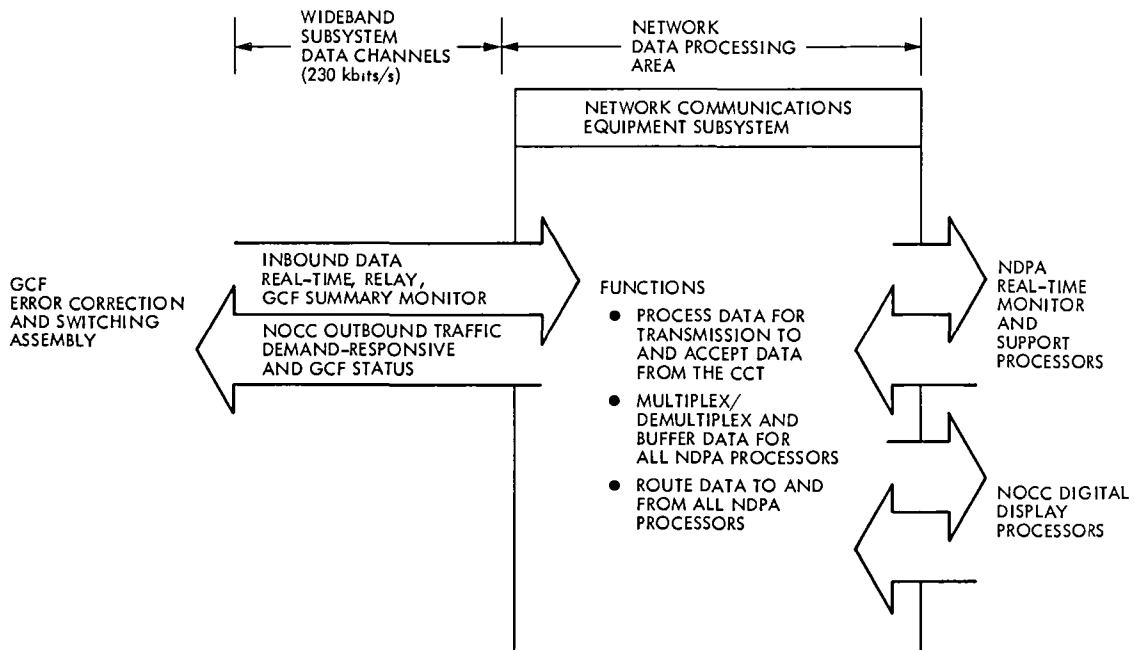 WIDEBAND
SUBSYSTEM
DATA CHANNELS
(230 kbits/s)
NETWORK
DATA PROCESSING
AREA
NETWORK COMMUNICATIONS
EQUIPMENT SUBSYSTEM
GCF
ERROR CORRECTION
AND SWITCHING
ASSEMBLY
INBOUND DATA
REAL-TIME, RELAY,
GCF SUMMARY MONITOR
NOCC OUTBOUND TRAFFIC
DEMAND-RESPONSIVE
AND GCF STATUS
FUNCTIONS
● PROCESS DATA FOR
TRANSMISSION TO
AND ACCEPT DATA
FROM THE CCT
● MULTIPLEX/
DEMULTIPLEX AND
BUFFER DATA FOR
ALL NDPA PROCESSORS
● ROUTE DATA TO AND
FROM ALL NDPA
PROCESSORS
NDPA
REAL-TIME
MONITOR
AND
SUPPORT
PROCESSORS
NOCC DIGITAL
DISPLAY
PROCESSORS